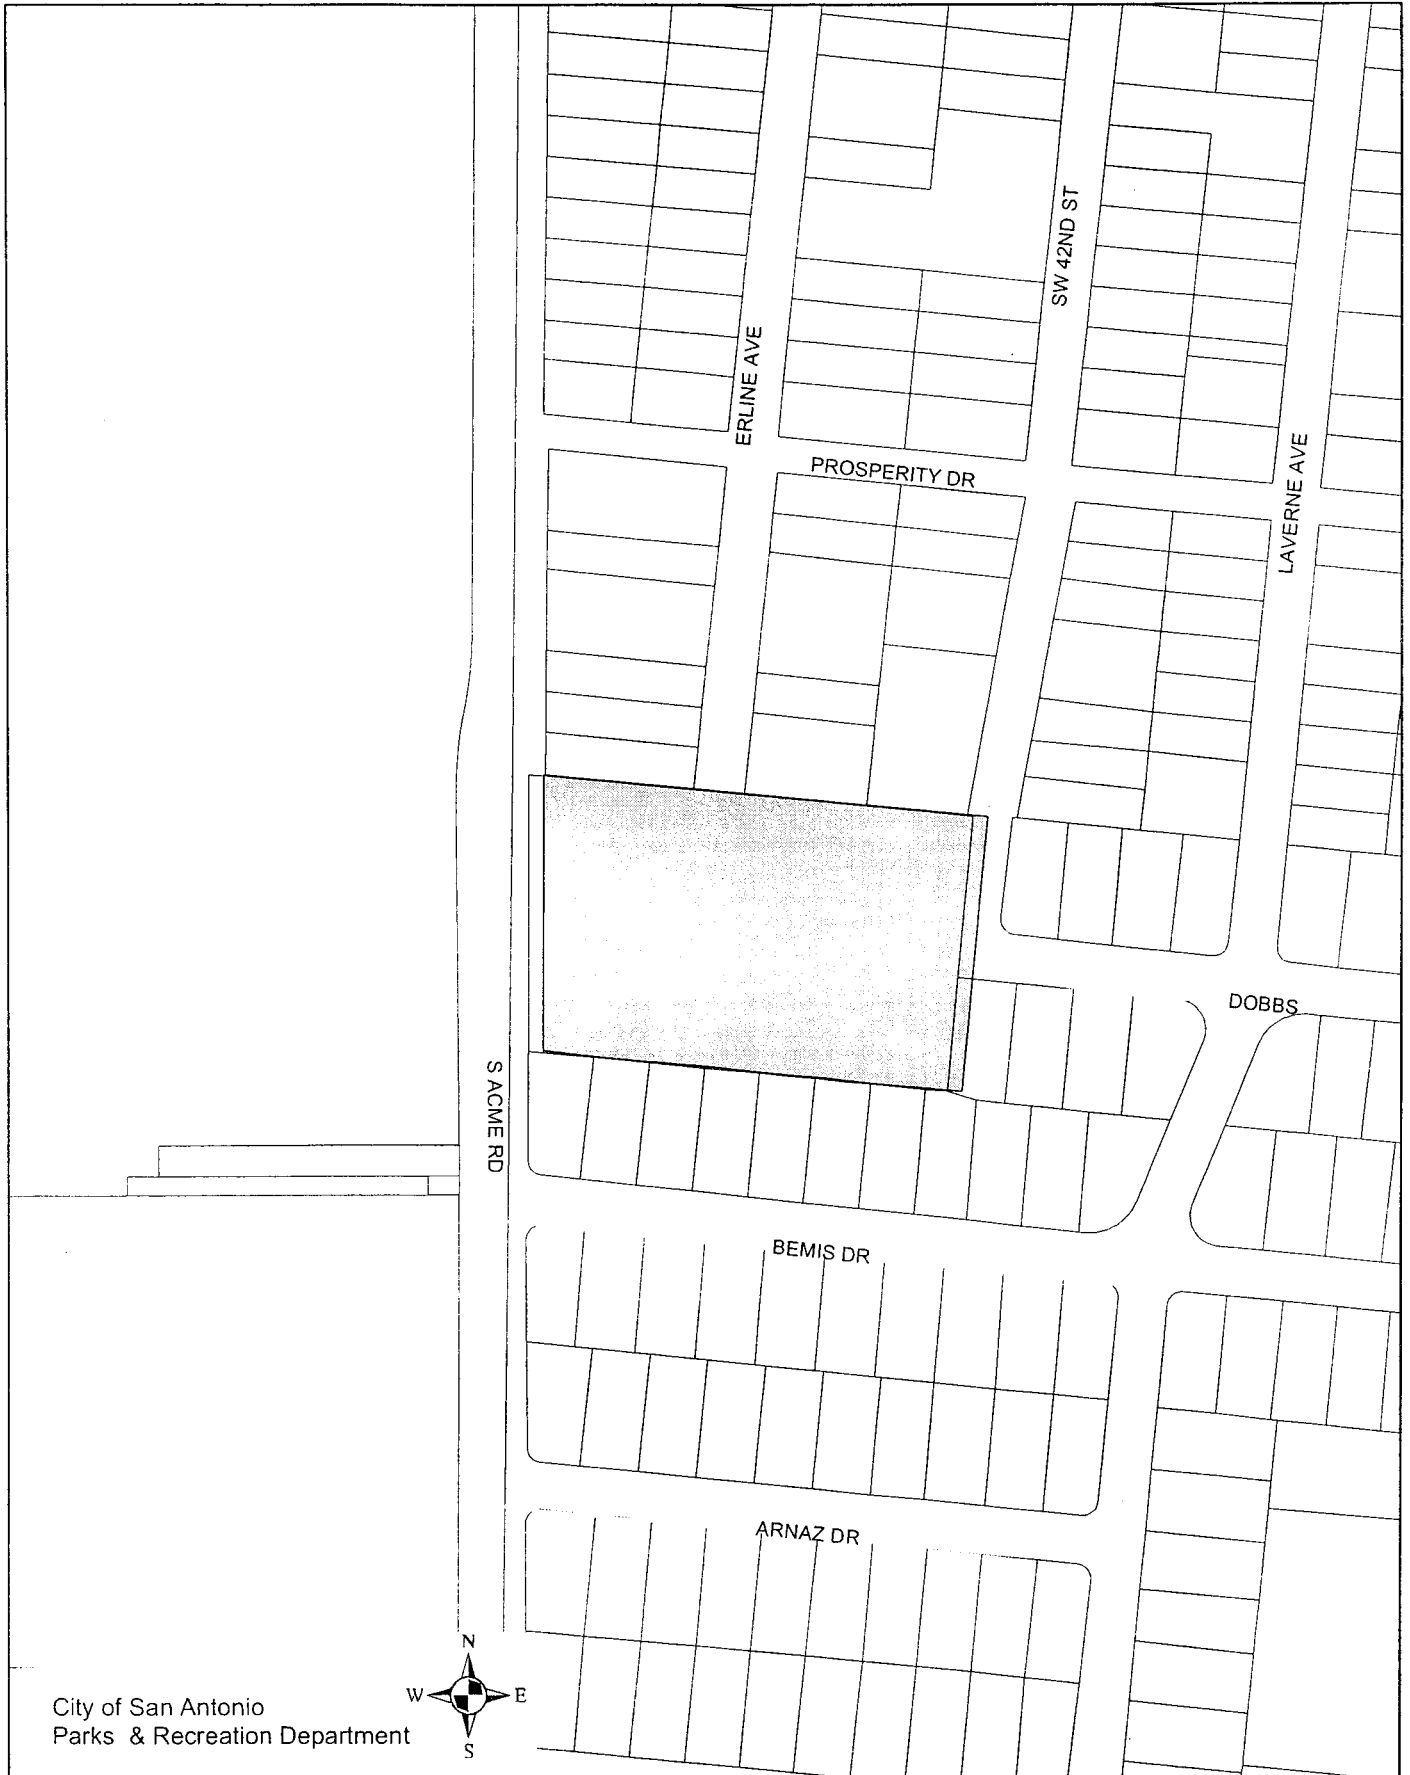 SW 42ND ST
ERLINE AVE
PROSPERITY DR
LAVERNE AVE
DOBBS
S ACME RD
BEMIS DR
ARNAZ DR
N
W E
S
City of San Antonio
Parks & Recreation Department